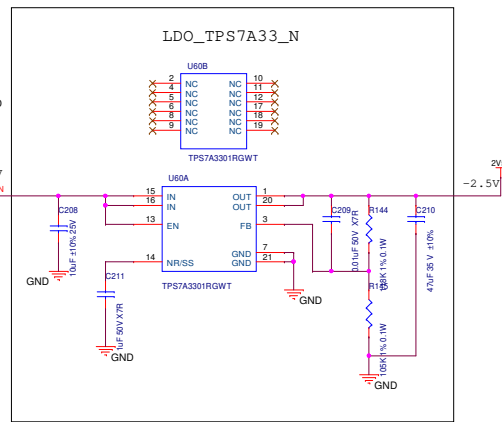 LDO_TPS7A33_N
U60B
2 NC NC 10
4 NC NC 11
5 NC NC 12
6 NC NC 17
8 NC NC 18
9 NC NC 19
TPS7A3301RGWT
U60A
15 IN OUT 1
16 IN OUT 20
13 EN FB 3
14 NR/SS GND 7
GND 21
TPS7A3301RGWT
C208
10uF ±10% 25V
GND
C211
1uF 50V X7R
GND
GND
C209
0.01uF 50V X7R
R144
1% 0.1W
C210
47uF 35 V ±10%
105K 1% 0.1W
GND
-2.5V